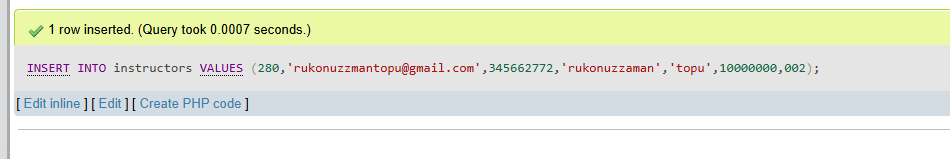 1 row inserted. (Query took 0.0007 seconds.)
INSERT INTO instructors VALUES (280,'rukonuzzmantopu@gmail.com',345662772,'rukonuzzaman','topu',10000000,002);
[ Edit inline ] [ Edit ] [ Create PHP code ]